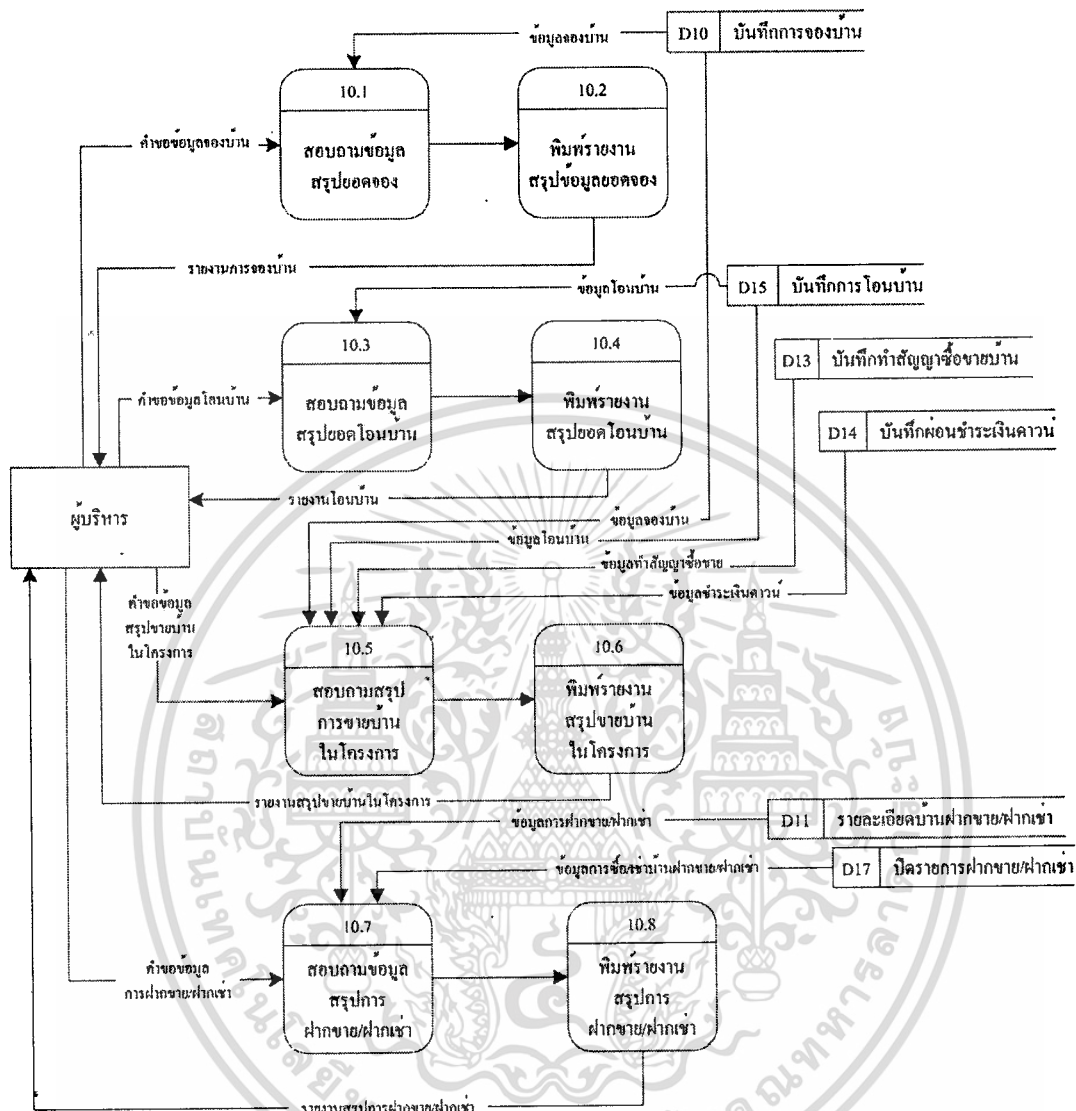 ข้อมูลจองบ้าน
D10 บันทึกการจองบ้าน
10.1
10.2
คำขอข้อมูลจองบ้าน
สอบถามข้อมูล
สรุปยอดจอง
พิมพ์รายงาน
สรุปข้อมูลยอดจอง
รายงานการจองบ้าน
ข้อมูลโอนบ้าน
D15 บันทึกการโอนบ้าน
10.3
10.4
D13 บันทึกทำสัญญาซื้อขายบ้าน
คำขอข้อมูลโอนบ้าน
สอบถามข้อมูล
สรุปยอดโอนบ้าน
พิมพ์รายงาน
สรุปยอดโอนบ้าน
D14 บันทึกผ่อนชำระเงินดาวน์
ผู้บริหาร
รายงานโอนบ้าน
ข้อมูลจองบ้าน
ข้อมูลโอนบ้าน
ข้อมูลทำสัญญาซื้อขาย
ข้อมูลชำระเงินดาวน์
คำขอข้อมูล
สรุปขายบ้าน
ในโครงการ
10.5
10.6
สอบถามสรุป
การขายบ้าน
ในโครงการ
พิมพ์รายงาน
สรุปขายบ้าน
ในโครงการ
รายงานสรุปขายบ้านในโครงการ
ข้อมูลการฝากขาย/ฝากเช่า
D11 รายละเอียดบ้านฝากขาย/ฝากเช่า
ข้อมูลการซื้อ/เช่าบ้านฝากขาย/ฝากเช่า
D17 ปิดรายการฝากขาย/ฝากเช่า
10.7
10.8
คำขอข้อมูล
การฝากขาย/ฝากเช่า
สอบถามข้อมูล
สรุปการ
ฝากขาย/ฝากเช่า
พิมพ์รายงาน
สรุปการ
ฝากขาย/ฝากเช่า
รายงานสรุปการฝากขาย/ฝากเช่า